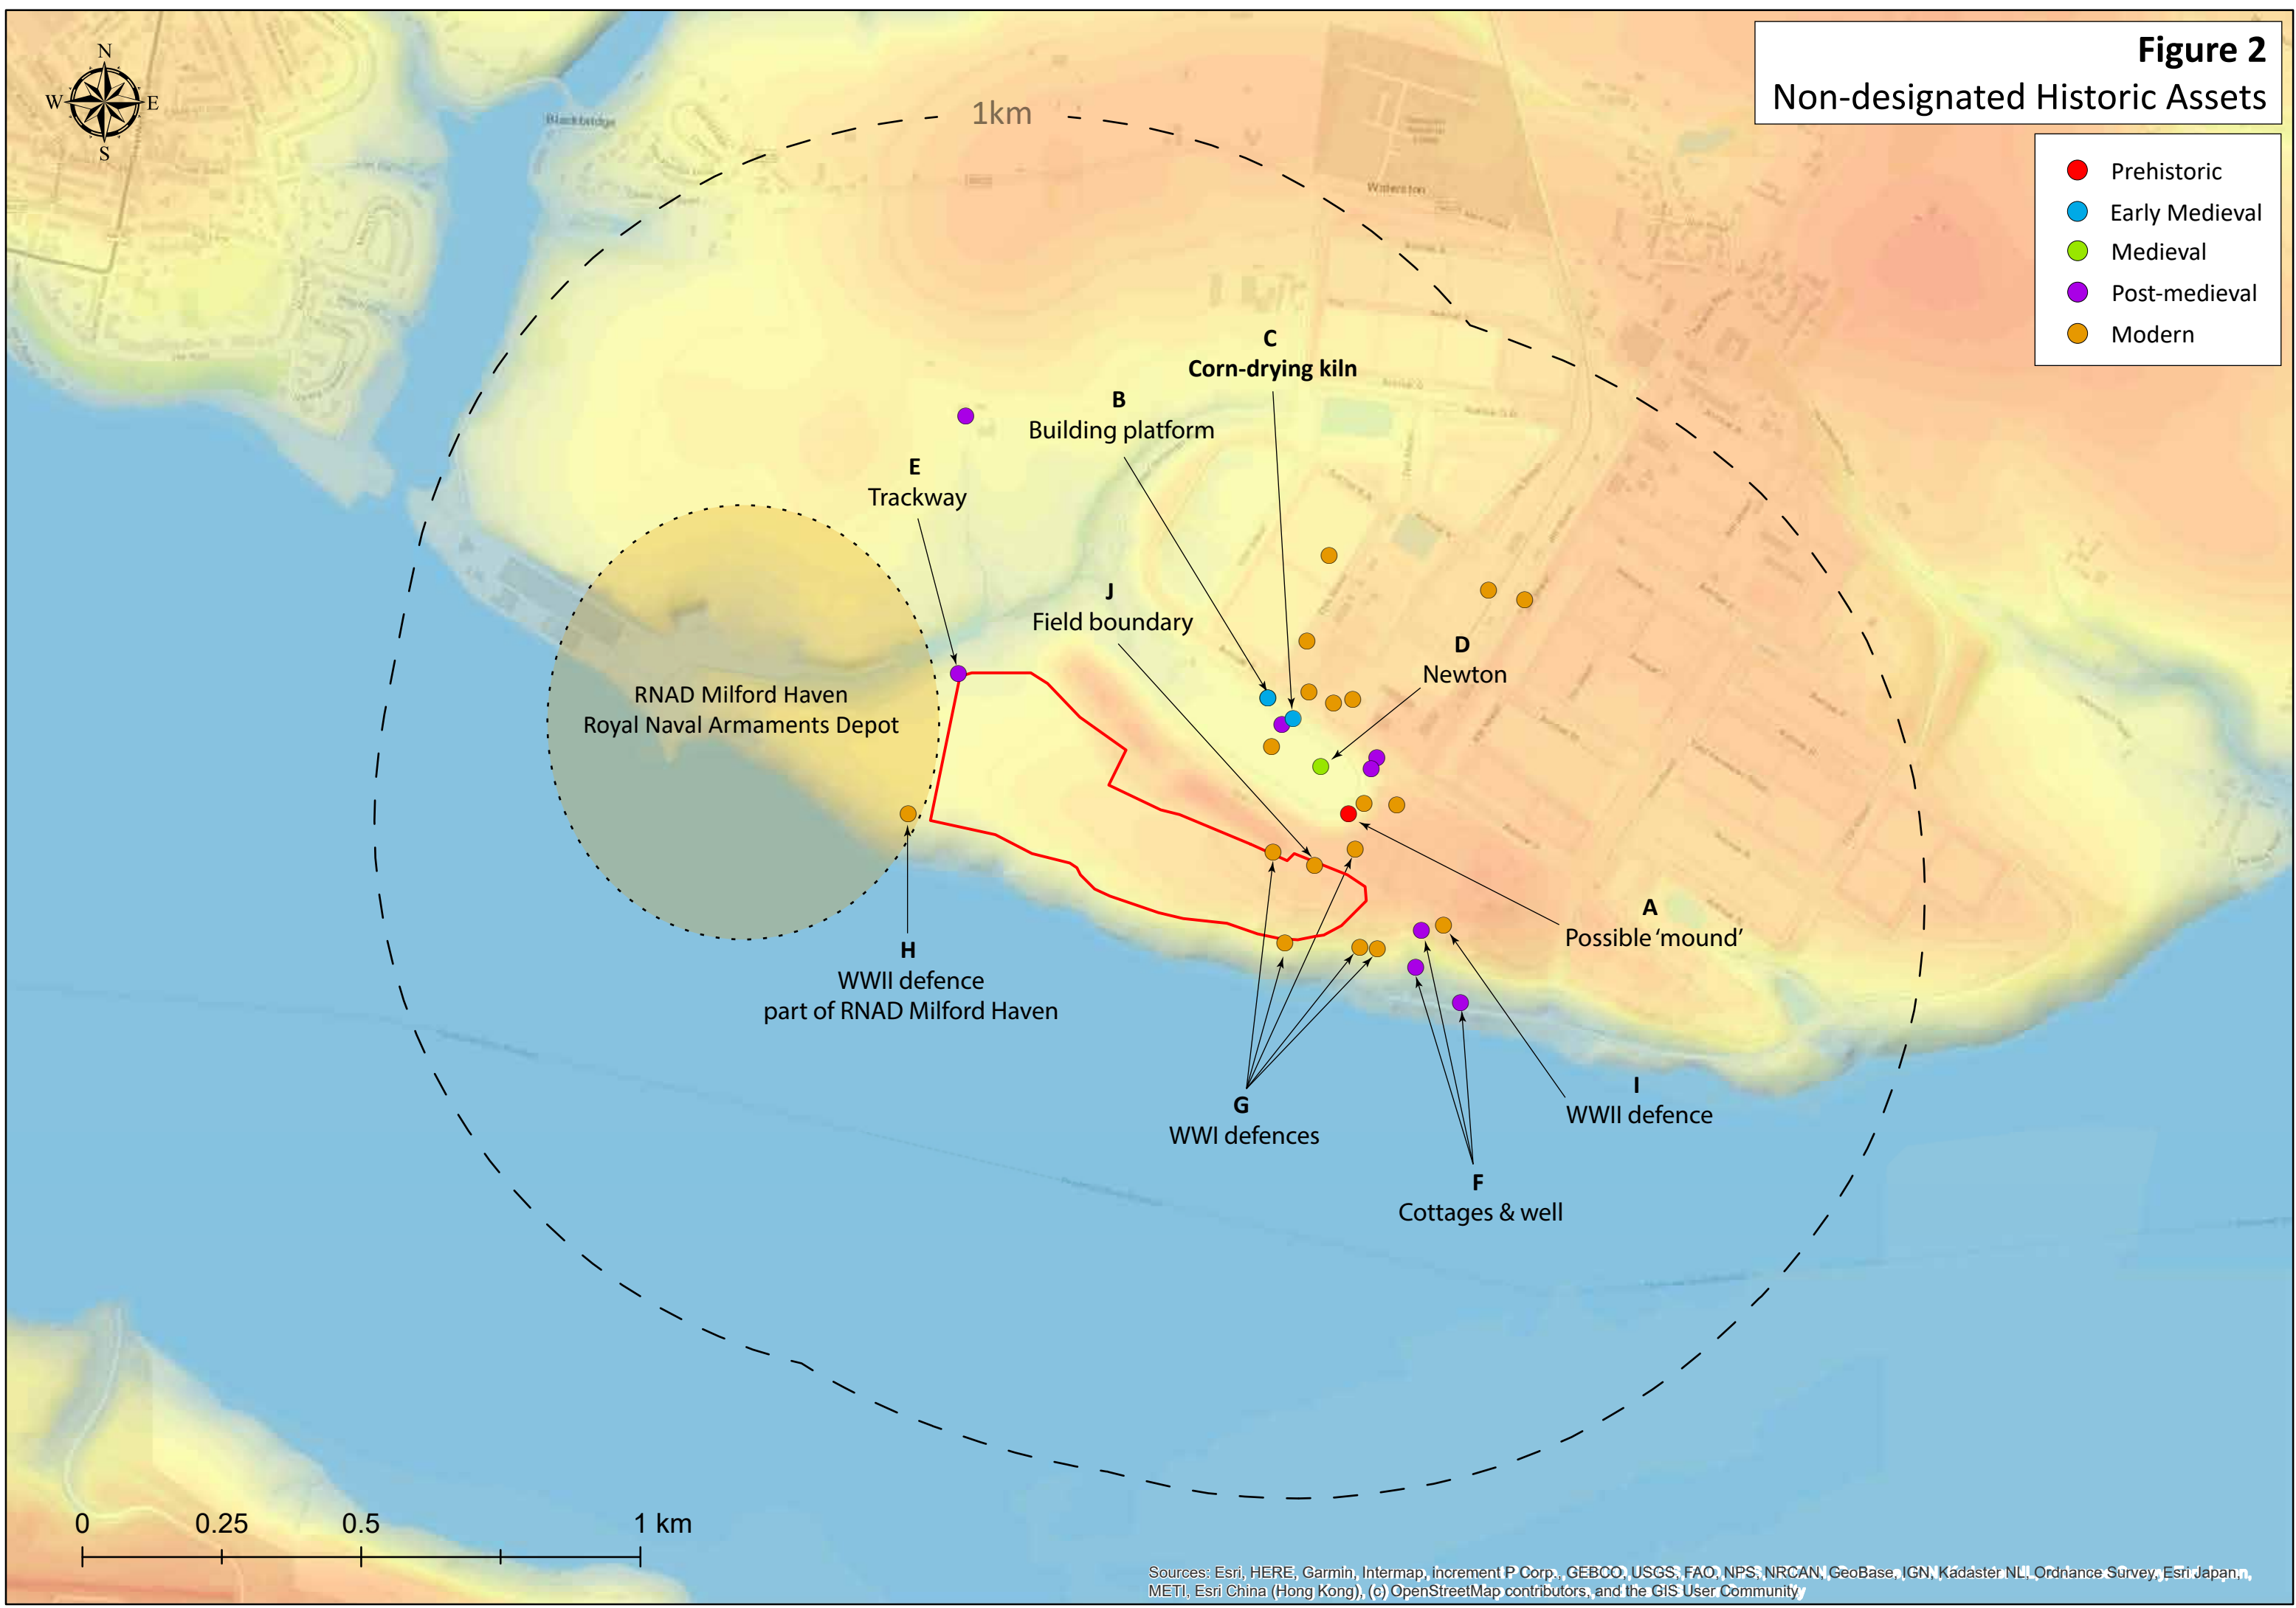 Figure 2
Non-designated Historic Assets
N
W
E
S
1km
Prehistoric
Early Medieval
Medieval
Post-medieval
Modern
Blackbridge
Waterston
C
Corn-drying kiln
B
Building platform
E
Trackway
J
Field boundary
D
Newton
RNAD Milford Haven
Royal Naval Armaments Depot
A
Possible ‘mound’
H
WWII defence
part of RNAD Milford Haven
I
WWII defence
G
WWI defences
F
Cottages & well
0 0.25 0.5 1 km
Sources: Esri, HERE, Garmin, Intermap, increment P Corp., GEBCO, USGS, FAO, NPS, NRCAN, GeoBase, IGN, Kadaster NL, Ordnance Survey, Esri Japan,
METI, Esri China (Hong Kong), (c) OpenStreetMap contributors, and the GIS User Community